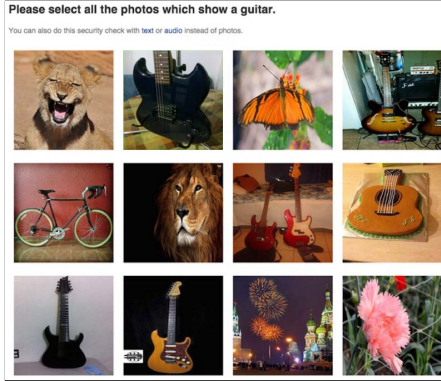 Please select all the photos which show a guitar.
You can also do this security check with text or audio instead of photos.